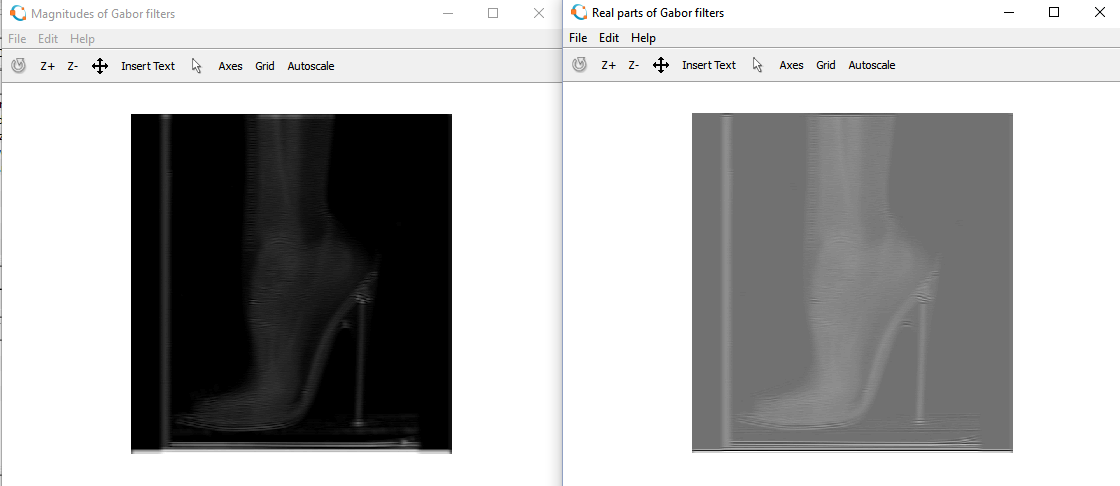 Magnitudes of Gabor filters
File Edit Help
Z+ Z- Insert Text Axes Grid Autoscale
Real parts of Gabor filters
File Edit Help
Z+ Z- Insert Text Axes Grid Autoscale